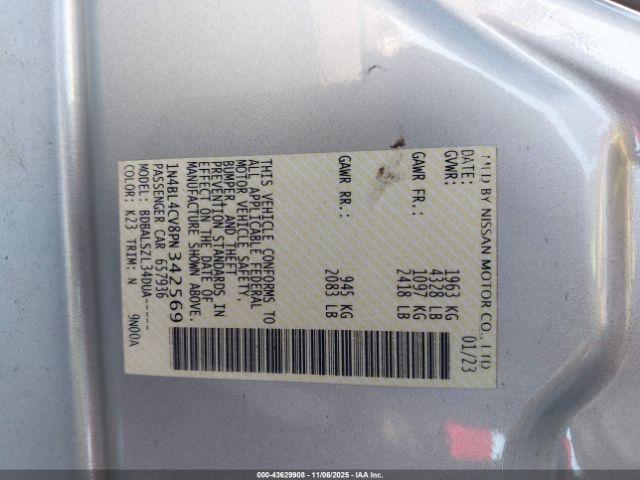 MFD BY NISSAN MOTOR CO., LTD
DATE: 01/23
GVWR: 1963 KG
4328 LB
GAWR FR.: 1097 KG
2418 LB
GAWR RR.: 945 KG
2083 LB
THIS VEHICLE CONFORMS TO
ALL APPLICABLE FEDERAL
MOTOR VEHICLE SAFETY,
BUMPER, AND THEFT
PREVENTION STANDARDS IN
EFFECT ON THE DATE OF
MANUFACTURE SHOWN ABOVE.
1N4BL4CV8PN342569
PASSENGER CAR 657936
MODEL: BDBALSZL34DUA-----
COLOR: K23 TRIM: N 9N00A
000-43629908 - 11/06/2025 - IAA Inc.